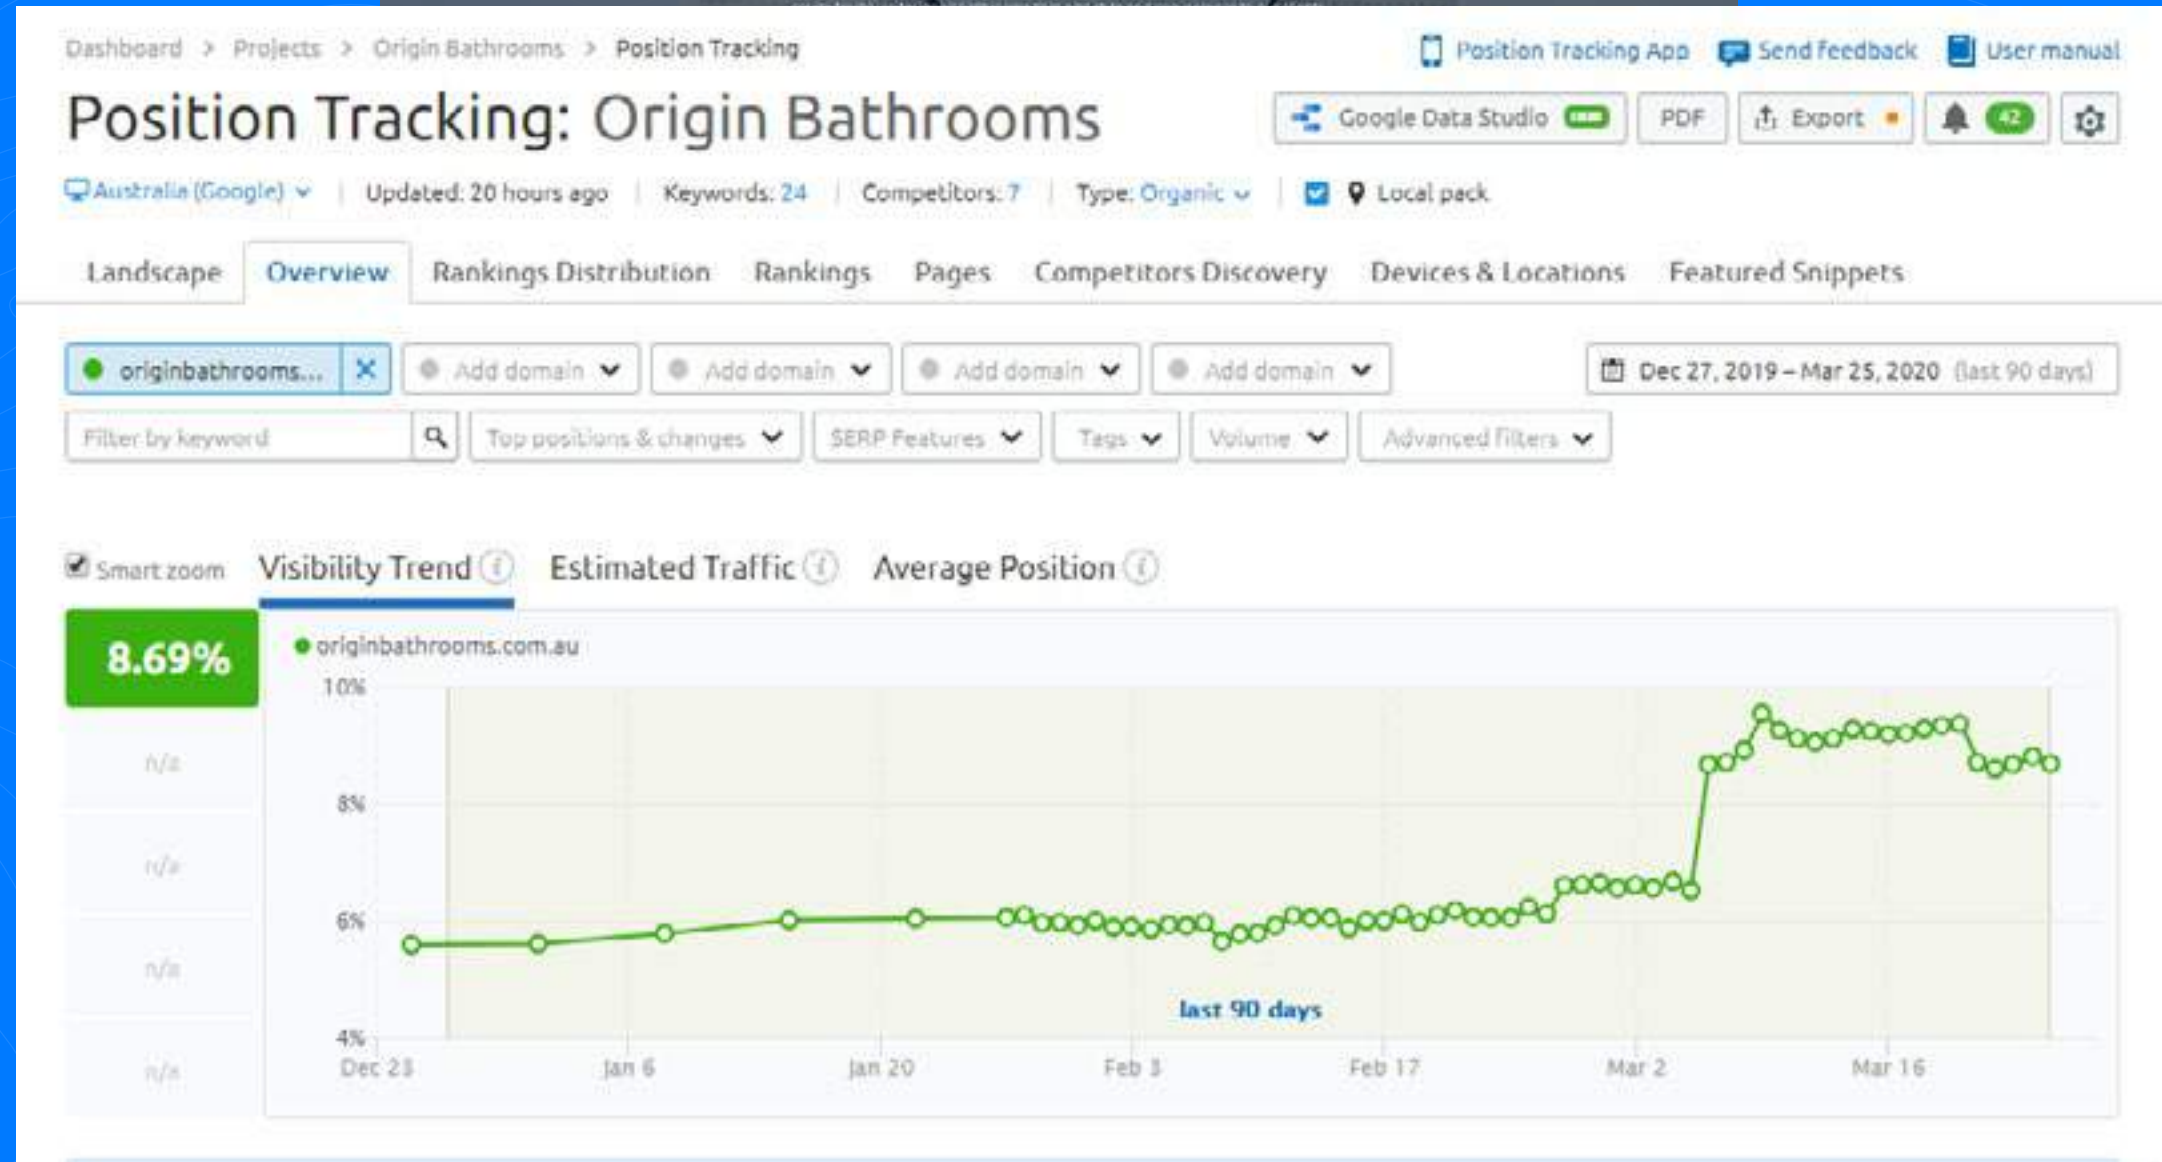 Dashboard > Projects > Origin Bathrooms > Position Tracking
Position Tracking App Send feedback User manual
Position Tracking: Origin Bathrooms
Google Data Studio PDF Export 42
Australia (Google) Updated: 20 hours ago Keywords: 24 Competitors: 7 Type: Organic Local pack
Landscape Overview Rankings Distribution Rankings Pages Competitors Discovery Devices & Locations Featured Snippets
originbathrooms... Add domain Add domain Add domain Add domain Dec 27, 2019 – Mar 25, 2020 (last 90 days)
Filter by keyword Top positions & changes SERP Features Tags Volume Advanced filters
Smart zoom Visibility Trend Estimated Traffic Average Position
8.69%
originbathrooms.com.au
10%
n/a
8%
n/a
6%
n/a
last 90 days
4%
n/a
Dec 23 Jan 6 Jan 20 Feb 3 Feb 17 Mar 2 Mar 16